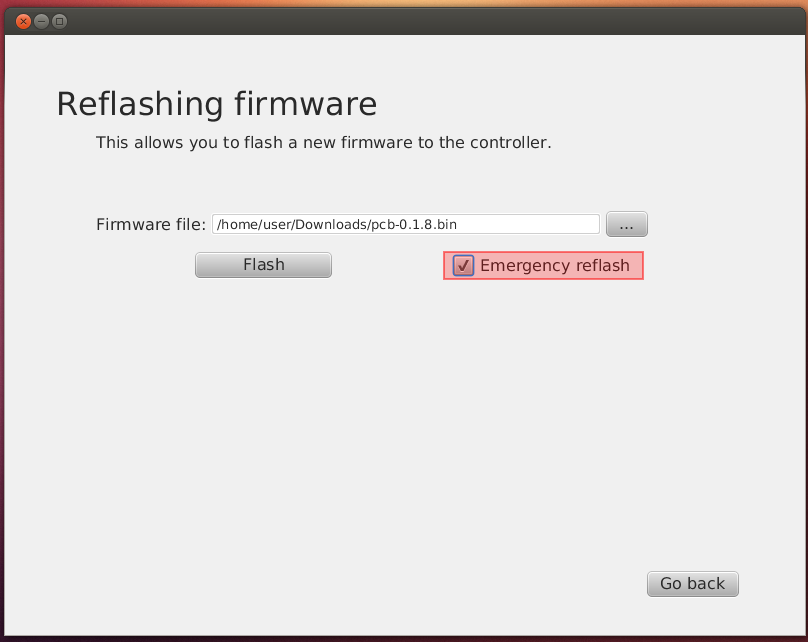 Reflashing firmware
This allows you to flash a new firmware to the controller.
Firmware file: /home/user/Downloads/pcb-0.1.8.bin ...
Flash Emergency reflash
Go back